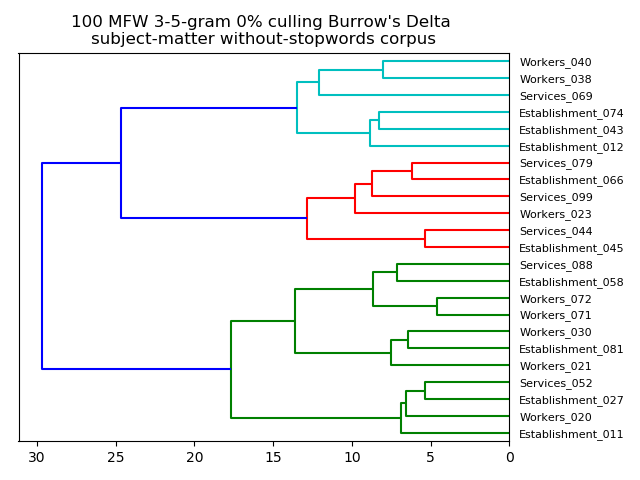 100 MFW 3-5-gram 0% culling Burrow's Delta
subject-matter without-stopwords corpus
Workers_040
Workers_038
Services_069
Establishment_074
Establishment_043
Establishment_012
Services_079
Establishment_066
Services_099
Workers_023
Services_044
Establishment_045
Services_088
Establishment_058
Workers_072
Workers_071
Workers_030
Establishment_081
Workers_021
Services_052
Establishment_027
Workers_020
Establishment_011
30 25 20 15 10 5 0